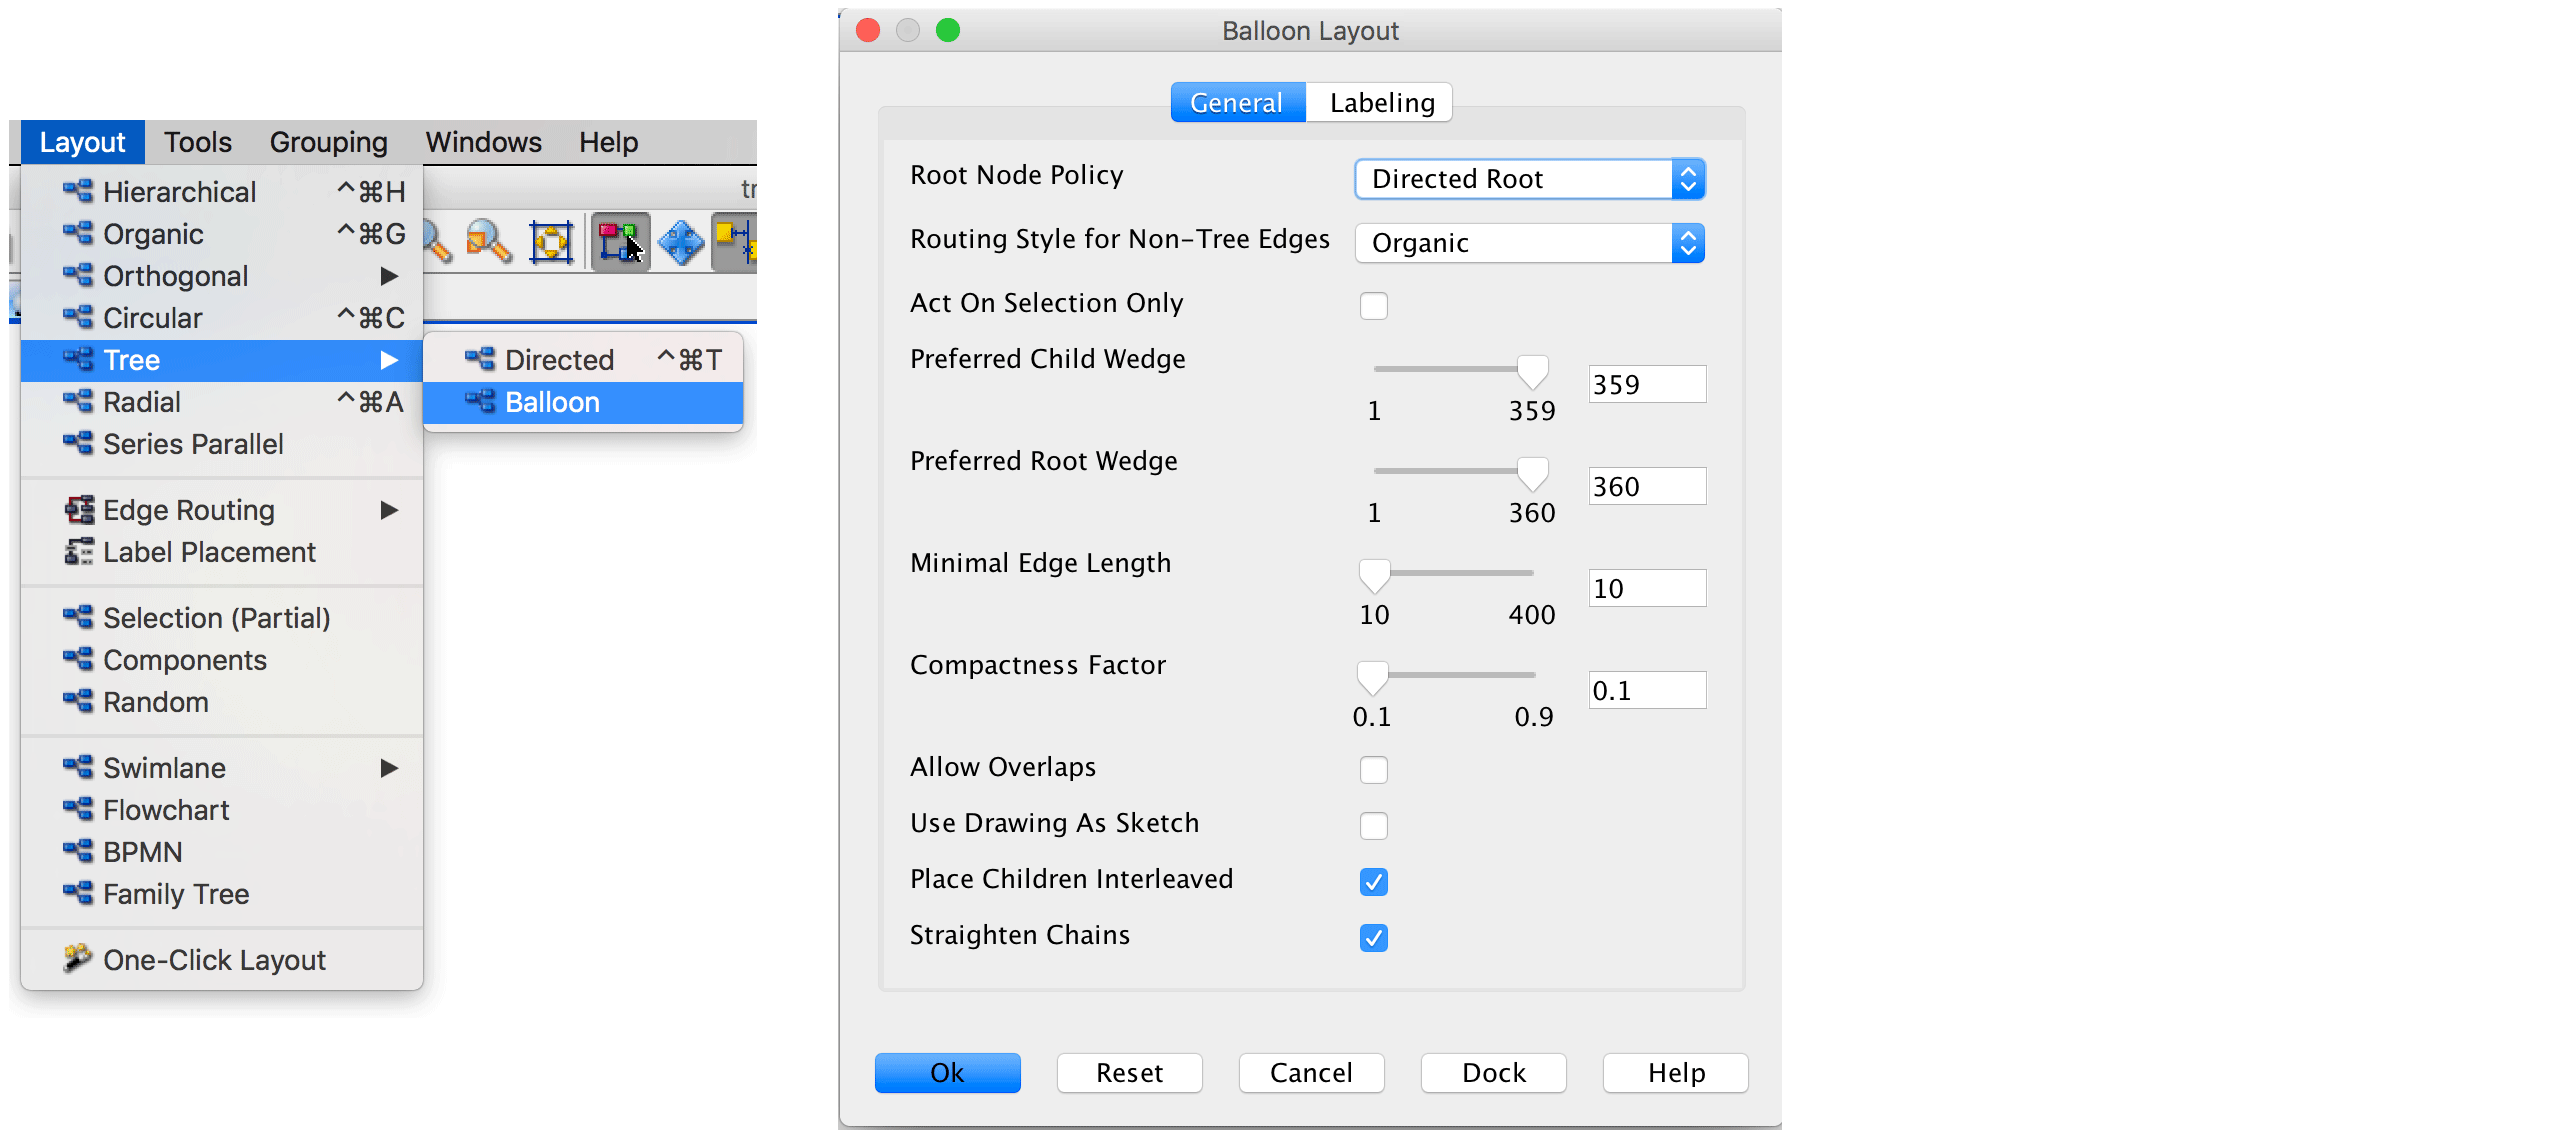 Layout Tools Grouping Windows Help
tr
Hierarchical ^⌘H
Organic ^⌘G
Orthogonal ▶
Circular ^⌘C
Tree ▶
Directed ^⌘T
Balloon
Radial ^⌘A
Series Parallel
Edge Routing ▶
Label Placement
Selection (Partial)
Components
Random
Swimlane ▶
Flowchart
BPMN
Family Tree
One-Click Layout
Balloon Layout
General Labeling
Root Node Policy Directed Root
Routing Style for Non-Tree Edges Organic
Act On Selection Only
Preferred Child Wedge 359
1 359
Preferred Root Wedge 360
1 360
Minimal Edge Length 10
10 400
Compactness Factor 0.1
0.1 0.9
Allow Overlaps
Use Drawing As Sketch
Place Children Interleaved
Straighten Chains
Ok Reset Cancel Dock Help